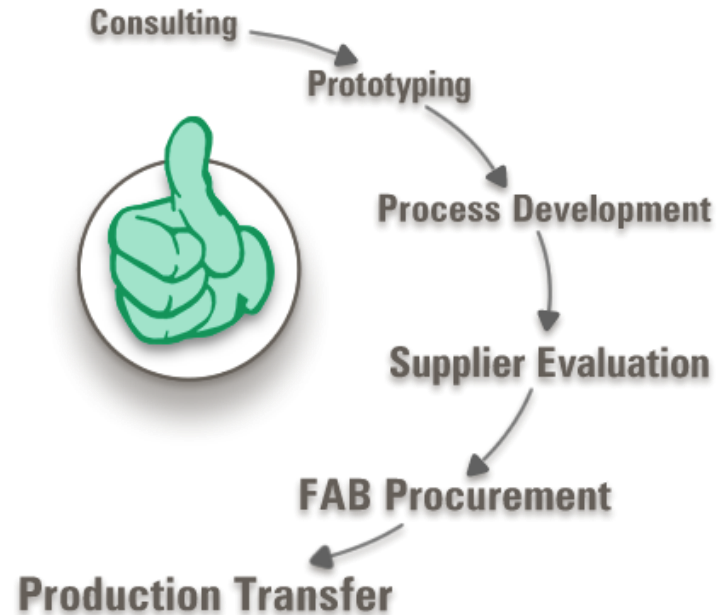 Consulting
Prototyping
Process Development
Supplier Evaluation
FAB Procurement
Production Transfer